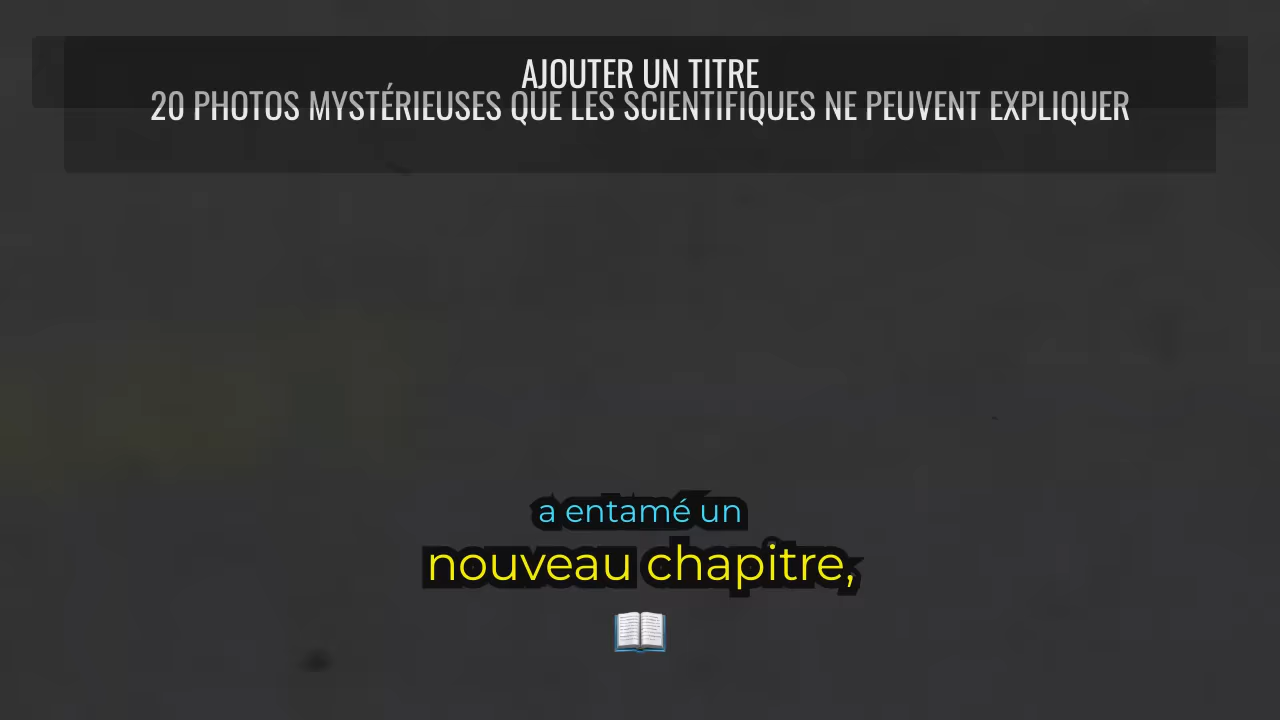 AJOUTER UN TITRE
20 PHOTOS MYSTÉRIEUSES QUE LES SCIENTIFIQUES NE PEUVENT EXPLIQUER
a entamé un
nouveau chapitre,